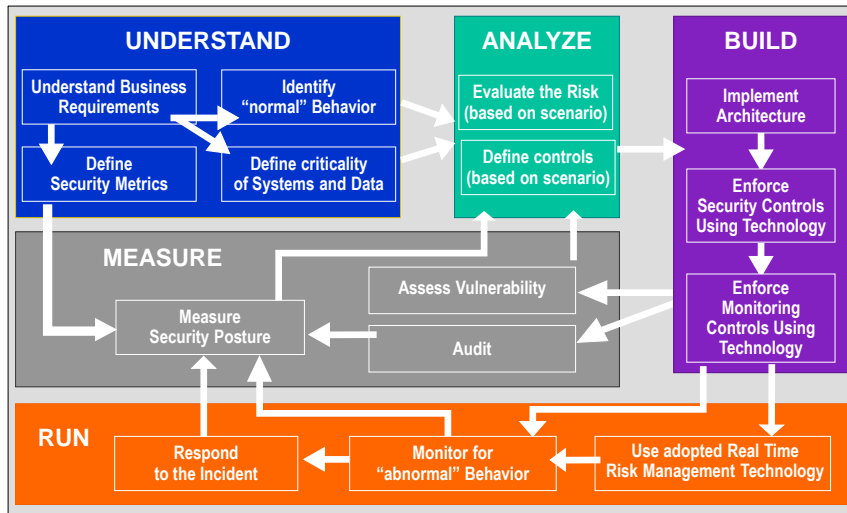 UNDERSTAND
Understand Business
Requirements
Identify
“normal” Behavior
Define
Security Metrics
Define criticality
of Systems and Data
ANALYZE
Evaluate the Risk
(based on scenario)
Define controls
(based on scenario)
BUILD
Implement
Architecture
Enforce
Security Controls
Using Technology
Enforce
Monitoring
Controls Using
Technology
MEASURE
Assess Vulnerability
Measure
Security Posture
Audit
RUN
Respond
to the Incident
Monitor for
“abnormal” Behavior
Use adopted Real Time
Risk Management Technology